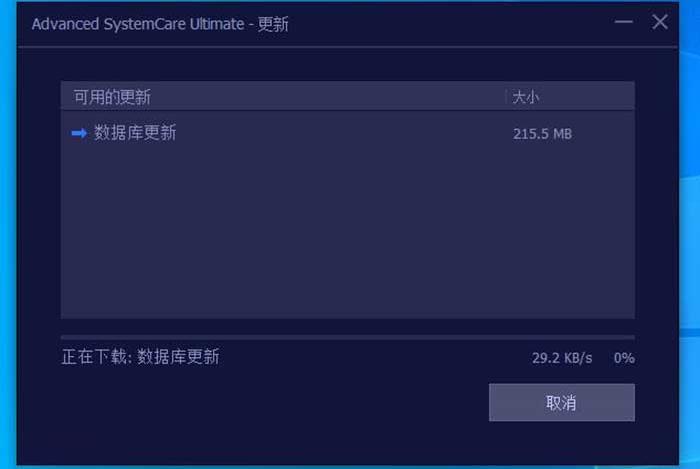 Advanced SystemCare Ultimate - 更新
可用的更新 大小
数据库更新 215.5 MB
正在下载: 数据库更新 29.2 KB/s 0%
取消